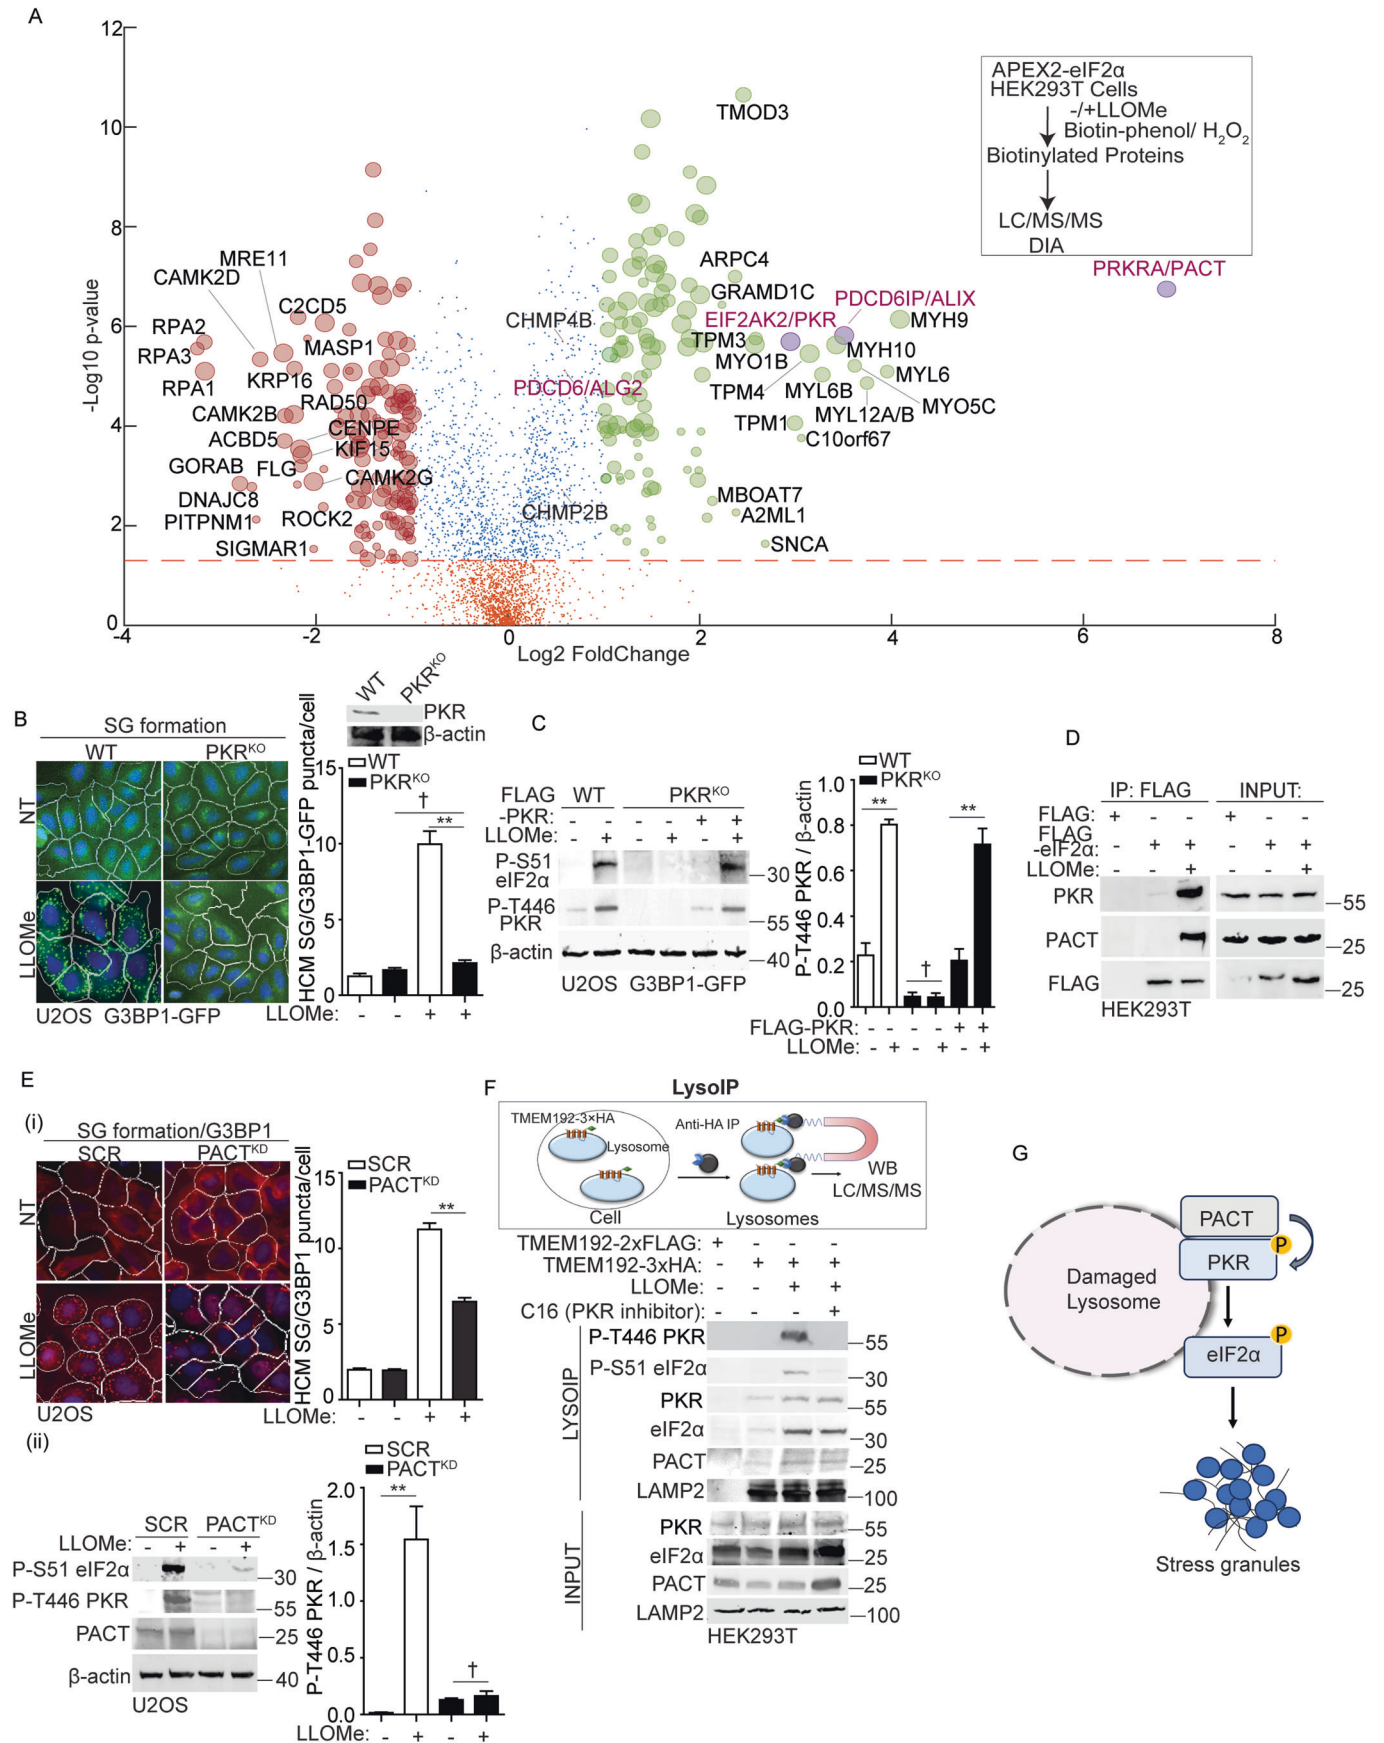 A
12
10
8
6
4
2
0
-Log10 p-value
-4
-2
0
2
4
6
8
Log2 FoldChange
APEX2-eIF2α
HEK293T Cells
-/+LLOMe
Biotin-phenol/ H2O2
Biotinylated Proteins
LC/MS/MS
DIA
TMOD3
MRE11
CAMK2D
C2CD5
RPA2
RPA3
MASP1
RPA1
KRP16
RAD50
CAMK2B
CENPE
ACBD5
KIF15
GORAB
FLG
CAMK2G
DNAJC8
PITPNM1
ROCK2
SIGMAR1
CHMP4B
PDCD6/ALG2
CHMP2B
ARPC4
GRAMD1C
PRKRA/PACT
PDCD6IP/ALIX
EIF2AK2/PKR
MYH9
TPM3
MYO1B
MYH10
TPM4
MYL6B
MYL6
MYL12A/B
MYO5C
TPM1
C10orf67
MBOAT7
A2ML1
SNCA
B
SG formation
WT
PKRKO
NT
LLOMe
U2OS G3BP1-GFP
WT
PKRKO
PKR
β-actin
WT
PKRKO
HCM SG/G3BP1-GFP puncta/cell
15
10
5
0
†
**
LLOMe:
-
-
+
+
C
FLAG
-PKR:
WT
PKRKO
- - - - + +
LLOMe: - + - + - +
P-S51
eIF2α
30
P-T446
PKR
55
β-actin
40
U2OS G3BP1-GFP
WT
PKRKO
P-T446 PKR / β-actin
1.0
0.8
0.6
0.4
0.2
0.0
**
†
**
FLAG-PKR: - - - - + +
LLOMe: - + - + - +
D
IP: FLAG
INPUT:
FLAG: + - - + - -
FLAG
-eIF2α: - + + - + +
LLOMe: - - + - - +
PKR
55
PACT
25
FLAG
25
HEK293T
E
(i)
SG formation/G3BP1
SCR
PACTKD
NT
LLOMe
U2OS
SCR
PACTKD
HCM SG/G3BP1 puncta/cell
15
10
5
0
**
LLOMe: - - + +
(ii)
SCR PACTKD
LLOMe: - + - +
P-S51 eIF2α
30
P-T446 PKR
55
PACT
25
β-actin
40
U2OS
SCR
PACTKD
P-T446 PKR / β-actin
2.0
1.5
1.0
0.5
0.0
**
†
LLOMe: - + - +
F
LysoIP
TMEM192-3×HA
Lysosome
Cell
Anti-HA IP
Lysosomes
WB
LC/MS/MS
TMEM192-2xFLAG: + - - -
TMEM192-3xHA: - + + +
LLOMe: - - + +
C16 (PKR inhibitor): - - - +
LYSOIP
P-T446 PKR
55
P-S51 eIF2α
30
PKR
55
eIF2α
30
PACT
25
LAMP2
100
INPUT
PKR
55
eIF2α
25
PACT
25
LAMP2
100
HEK293T
G
PACT
P
PKR
Damaged
Lysosome
P
eIF2α
Stress granules